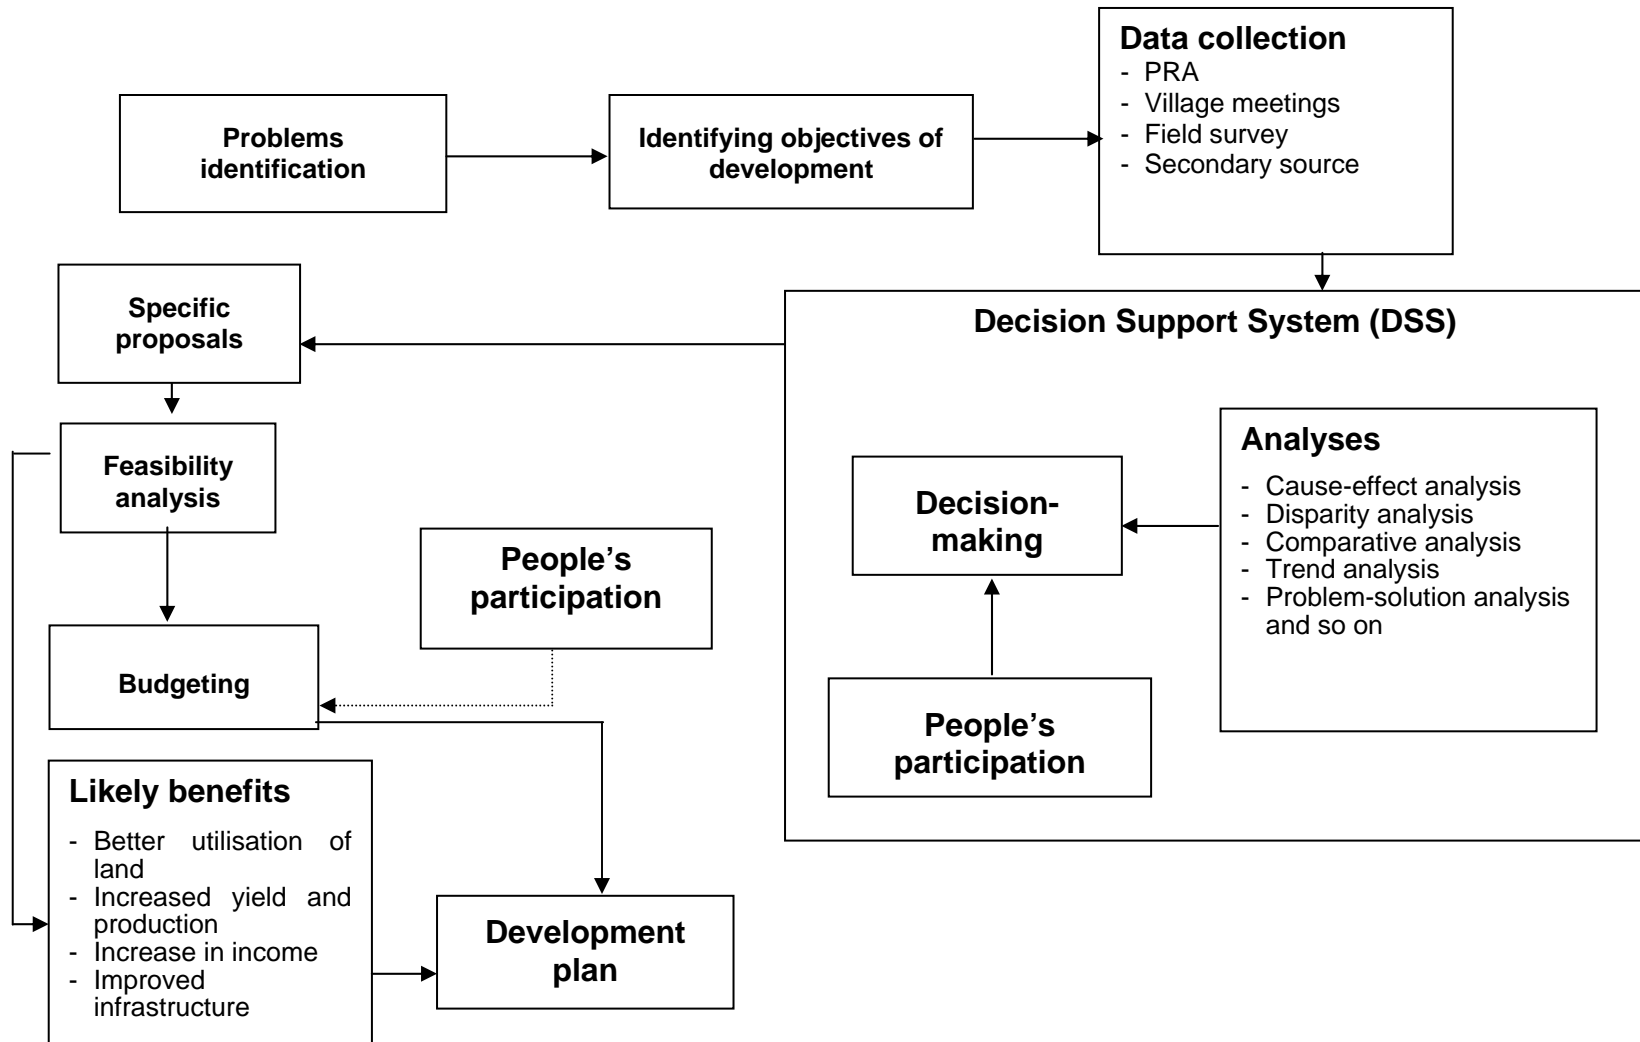 Problems
identification
Identifying objectives of
development
Data collection
- PRA
- Village meetings
- Field survey
- Secondary source
Decision Support System (DSS)
Specific
proposals
Analyses
- Cause-effect analysis
- Disparity analysis
- Comparative analysis
- Trend analysis
- Problem-solution analysis
and so on
Decision-
making
People’s
participation
Feasibility
analysis
People’s
participation
Budgeting
Likely benefits
- Better utilisation of
land
- Increased yield and
production
- Increase in income
- Improved
infrastructure
Development
plan